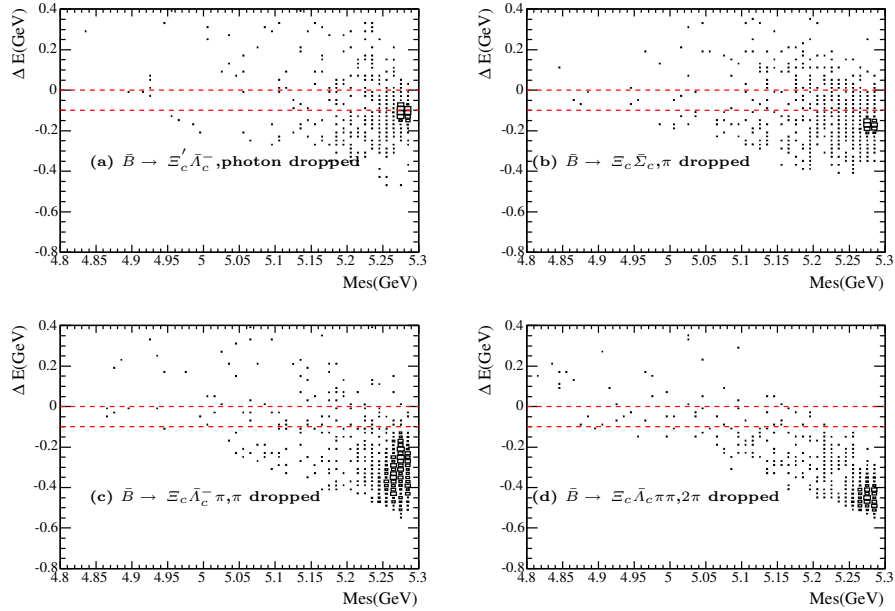 Δ E(GeV)
0.4
0.2
0
-0.2
-0.4
-0.6
-0.8
(a) B̄ → Ξ′c Λ̄c−,photon dropped
4.8 4.85 4.9 4.95 5 5.05 5.1 5.15 5.2 5.25 5.3
Mes(GeV)
Δ E(GeV)
0.4
0.2
0
-0.2
-0.4
-0.6
-0.8
(b) B̄ → Ξc Σ̄c,π dropped
4.8 4.85 4.9 4.95 5 5.05 5.1 5.15 5.2 5.25 5.3
Mes(GeV)
Δ E(GeV)
0.4
0.2
0
-0.2
-0.4
-0.6
-0.8
(c) B̄ → Ξc Λ̄c− π,π dropped
4.8 4.85 4.9 4.95 5 5.05 5.1 5.15 5.2 5.25 5.3
Mes(GeV)
Δ E(GeV)
0.4
0.2
0
-0.2
-0.4
-0.6
-0.8
(d) B̄ → Ξc Λ̄c ππ,2π dropped
4.8 4.85 4.9 4.95 5 5.05 5.1 5.15 5.2 5.25 5.3
Mes(GeV)